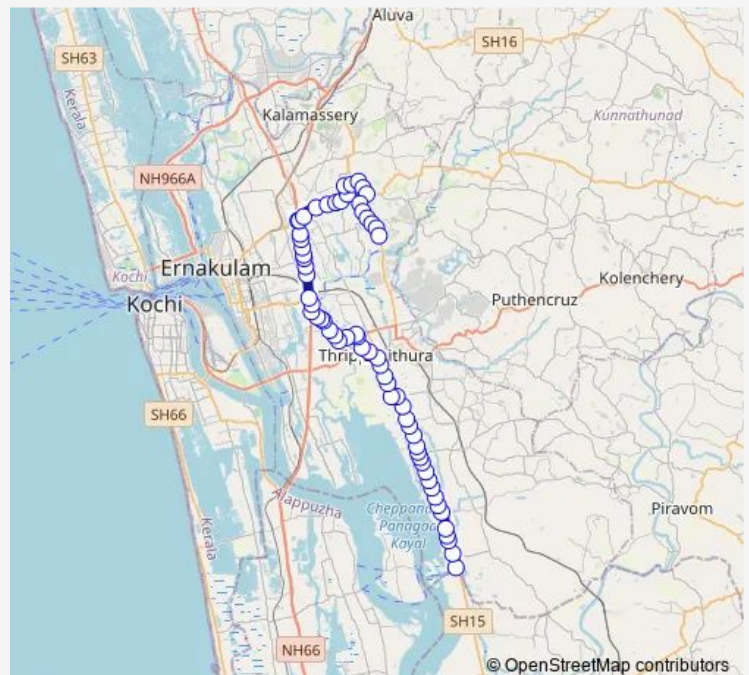 Aluva
SH16
SH63
Kerala
Kalamassery
Kunnathunad
NH966A
Ernakulam
Kochi
Kochi
Kolenchery
Puthencruz
SH66
Alappuzha
Piravom
Kayal
Kerala
SH15
NH66
© OpenStreetMap contributors